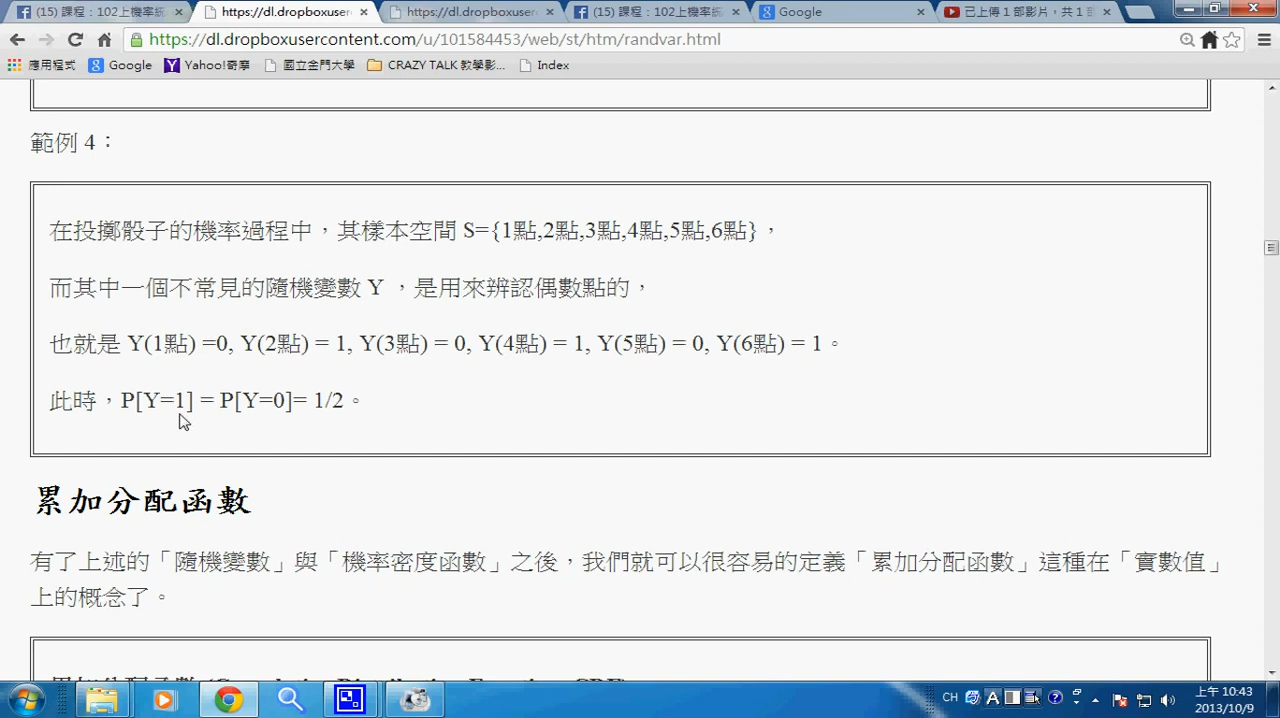 (15) 課程：102上機率統
https://dl.dropboxuser
https://dl.dropboxuser
(15) 課程：102上機率統
Google
已上傳 1 部影片，共 1 部
https://dl.dropboxusercontent.com/u/101584453/web/st/htm/randvar.html
應用程式 Google Yahoo!奇摩 國立金門大學 CRAZY TALK 教學影... Index
範例 4：
在投擲骰子的機率過程中，其樣本空間 S={1點,2點,3點,4點,5點,6點}，
而其中一個不常見的隨機變數 Y ，是用來辨認偶數點的，
也就是 Y(1點) =0, Y(2點) = 1, Y(3點) = 0, Y(4點) = 1, Y(5點) = 0, Y(6點) = 1。
此時，P[Y=1] = P[Y=0]= 1/2。
累加分配函數
有了上述的「隨機變數」與「機率密度函數」之後，我們就可以很容易的定義「累加分配函數」這種在「實數值」
上的概念了。
CH
上午 10:43
2013/10/9